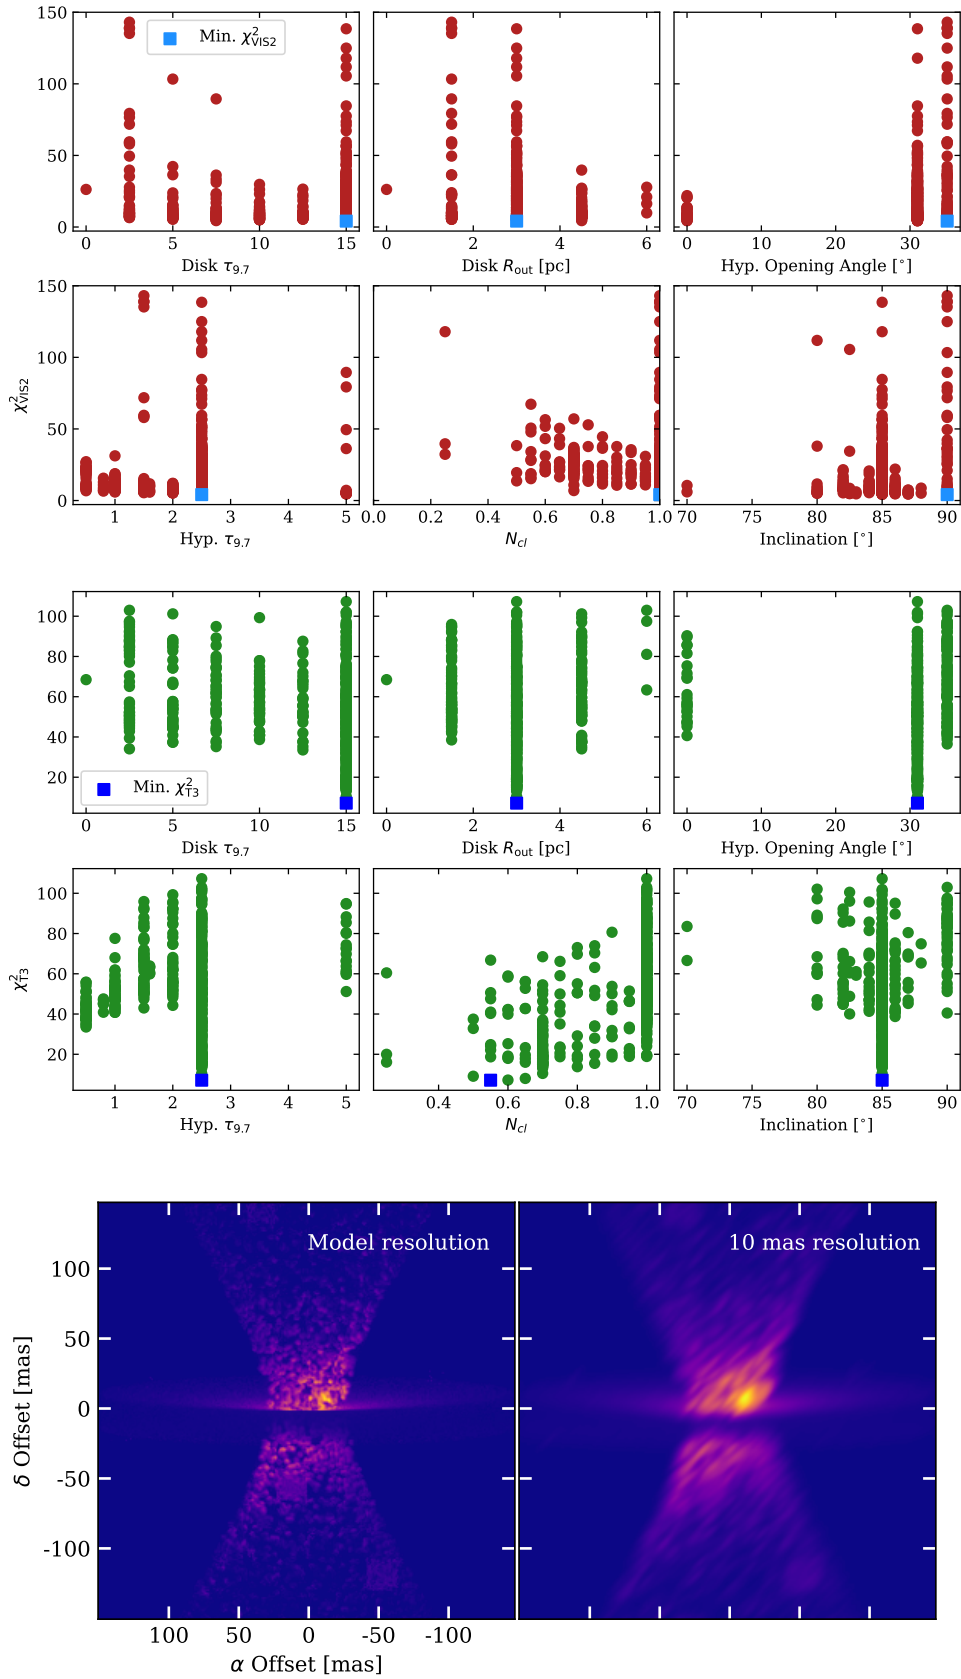 150
100
50
0
Min. χ²VIS2
0 5 10 15
0 2 4 6
0 10 20 30
Disk τ9.7
Disk Rout [pc]
Hyp. Opening Angle [°]
χ²VIS2
150
100
50
0
1 2 3 4 5
0.0 0.2 0.4 0.6 0.8 1.0
70 75 80 85 90
Hyp. τ9.7
Ncl
Inclination [°]
100
80
60
40
20
Min. χ²T3
0 5 10 15
0 2 4 6
0 10 20 30
Disk τ9.7
Disk Rout [pc]
Hyp. Opening Angle [°]
χ²T3
100
80
60
40
20
1 2 3 4 5
0.4 0.6 0.8 1.0
70 75 80 85 90
Hyp. τ9.7
Ncl
Inclination [°]
Model resolution
10 mas resolution
δ Offset [mas]
100
50
0
-50
-100
100 50 0 -50 -100
α Offset [mas]